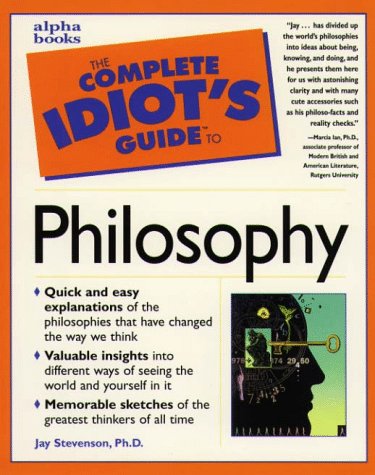 alpha
books
THE
COMPLETE
IDIOT'S
GUIDE™ TO
"Jay . . . has divided up
the world's philosophies
into ideas about being,
knowing, and doing, and
he presents them here
for us with astonishing
clarity and with many
cute accessories such
as his philo-facts and
reality checks."
—Marcia Ian, Ph.D.,
associate professor of
Modern British and
American Literature,
Rutgers University
Philosophy
♦ Quick and easy
explanations of the
philosophies that have changed
the way we think
♦ Valuable insights into
different ways of seeing the
world and yourself in it
♦ Memorable sketches of the
greatest thinkers of all time
Jay Stevenson, Ph.D.